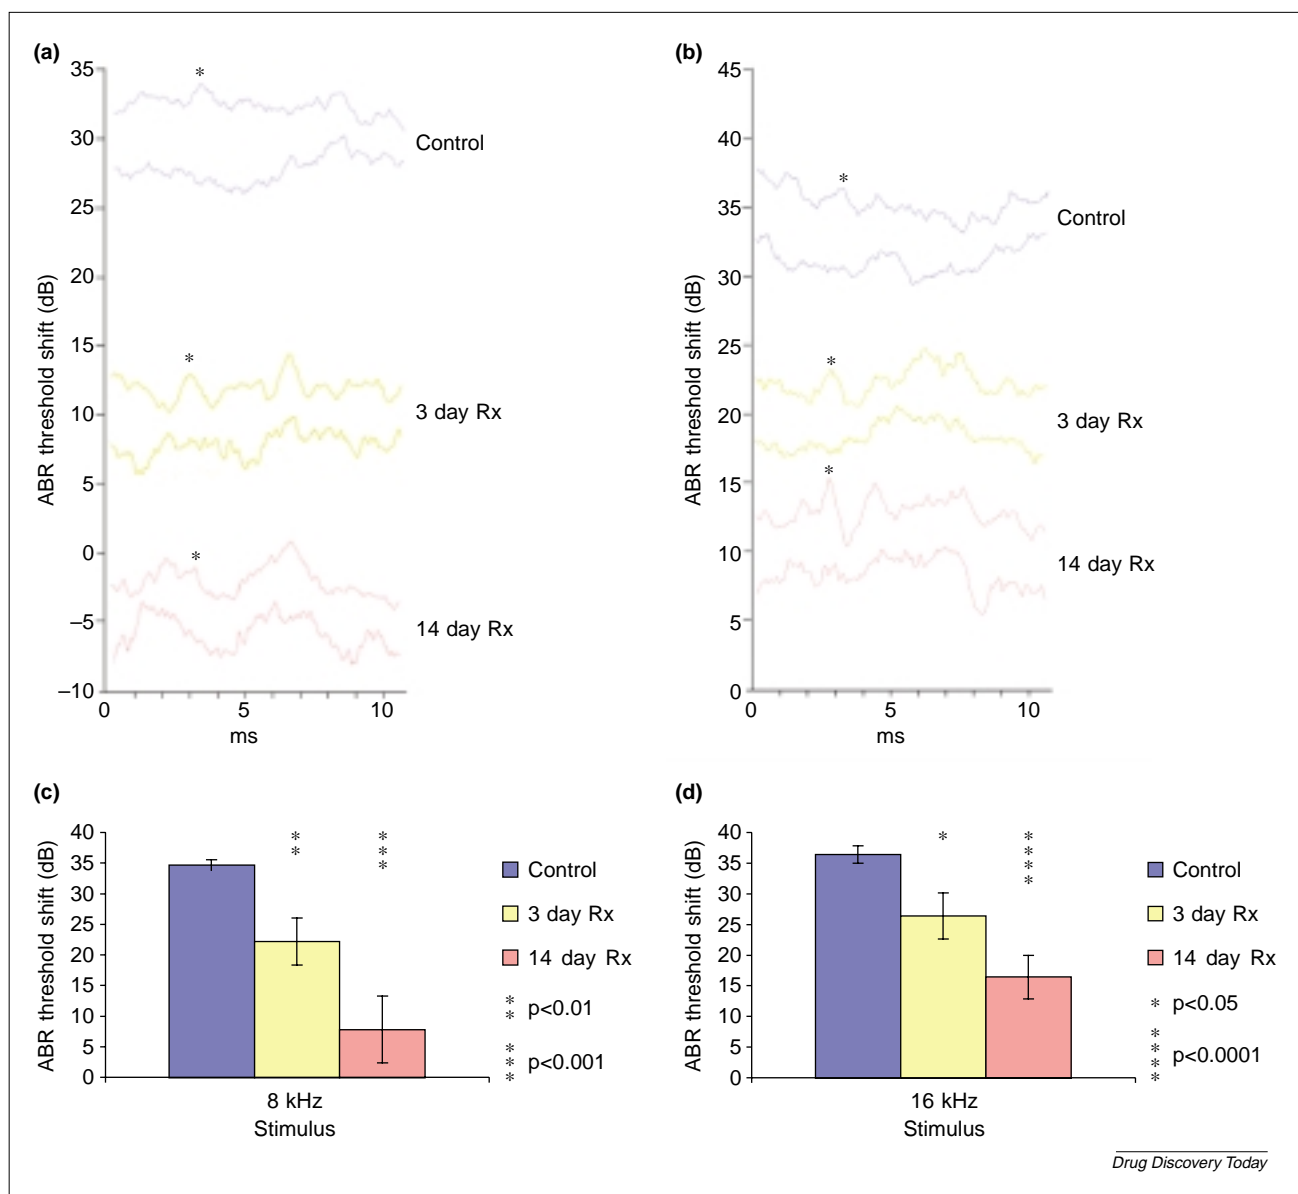 (a)
35
30
25
20
15
10
5
0
–5
–10
ABR threshold shift (dB)
*
Control
*
3 day Rx
*
14 day Rx
0 5 10
ms
(b)
45
40
35
30
25
20
15
10
5
0
ABR threshold shift (dB)
*
Control
*
3 day Rx
*
14 day Rx
0 5 10
ms
(c)
40
35
30
25
20
15
10
5
0
ABR threshold shift (dB)
**
***
8 kHz
Stimulus
Control
3 day Rx
14 day Rx
** p<0.01
*** p<0.001
(d)
40
35
30
25
20
15
10
5
0
ABR threshold shift (dB)
*
****
16 kHz
Stimulus
Control
3 day Rx
14 day Rx
* p<0.05
**** p<0.0001
Drug Discovery Today